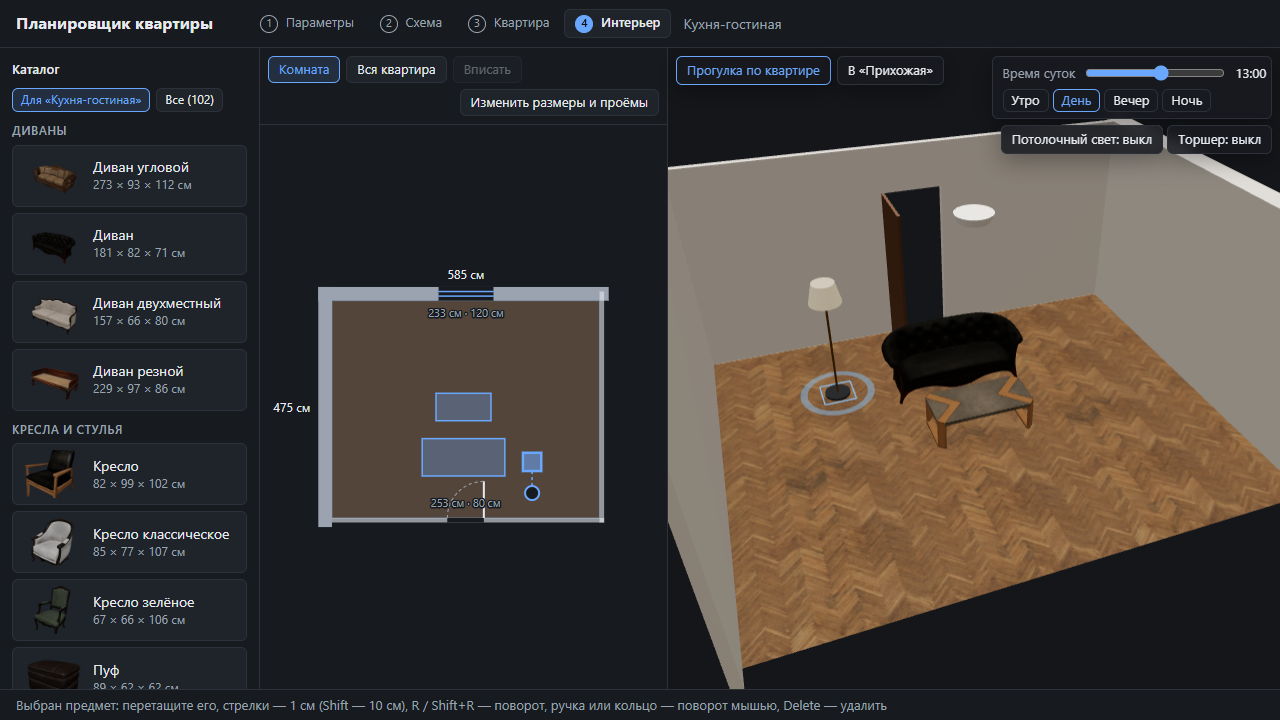 Планировщик квартиры
1 Параметры
2 Схема
3 Квартира
4 Интерьер
Кухня-гостиная
Каталог
Для «Кухня-гостиная»
Все (102)
ДИВАНЫ
Диван угловой
273 × 93 × 112 см
Диван
181 × 82 × 71 см
Диван двухместный
157 × 66 × 80 см
Диван резной
229 × 97 × 86 см
КРЕСЛА И СТУЛЬЯ
Кресло
82 × 99 × 102 см
Кресло классическое
85 × 77 × 107 см
Кресло зелёное
67 × 66 × 106 см
Пуф
89 × 62 × 62 см
Комната
Вся квартира
Вписать
Изменить размеры и проёмы
585 см
233 см · 120 см
475 см
253 см · 80 см
Прогулка по квартире
В «Прихожая»
Время суток
13:00
Утро
День
Вечер
Ночь
Потолочный свет: выкл
Торшер: выкл
Выбран предмет: перетащите его, стрелки — 1 см (Shift — 10 см), R / Shift+R — поворот, ручка или кольцо — поворот мышью, Delete — удалить